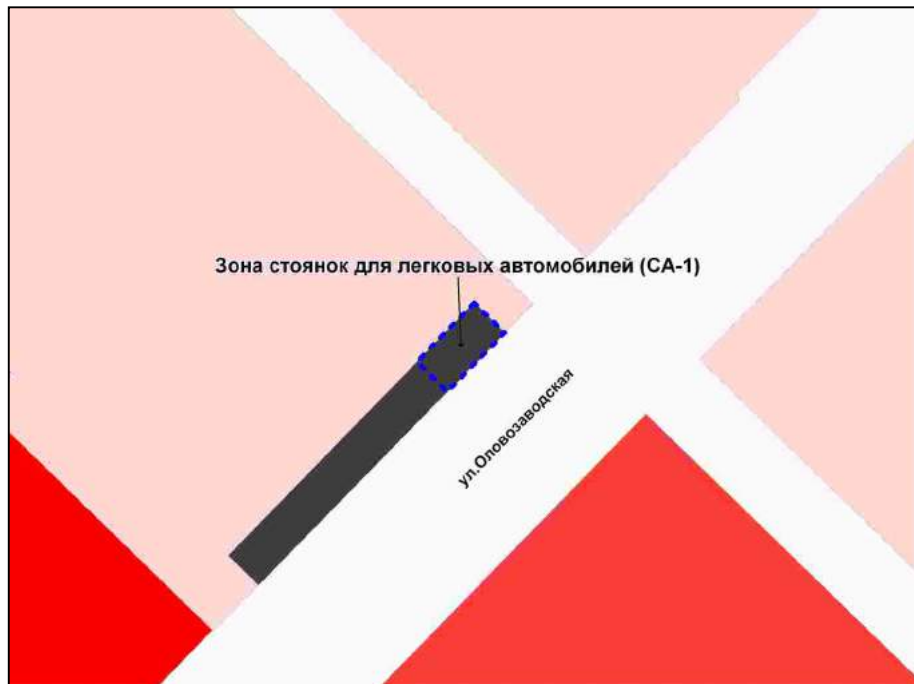 Зона стоянок для легковых автомобилей (СА-1)
ул.Оловозаводская